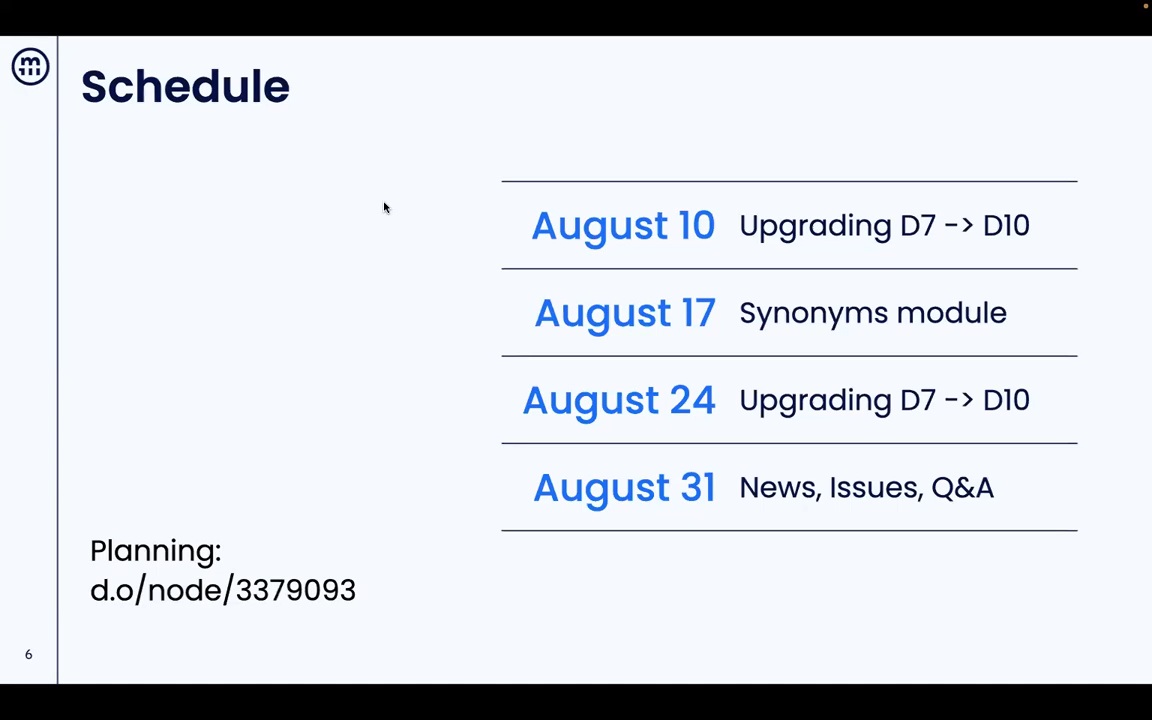 m
Schedule
August 10 Upgrading D7 -> D10
August 17 Synonyms module
August 24 Upgrading D7 -> D10
August 31 News, Issues, Q&A
Planning:
d.o/node/3379093
6